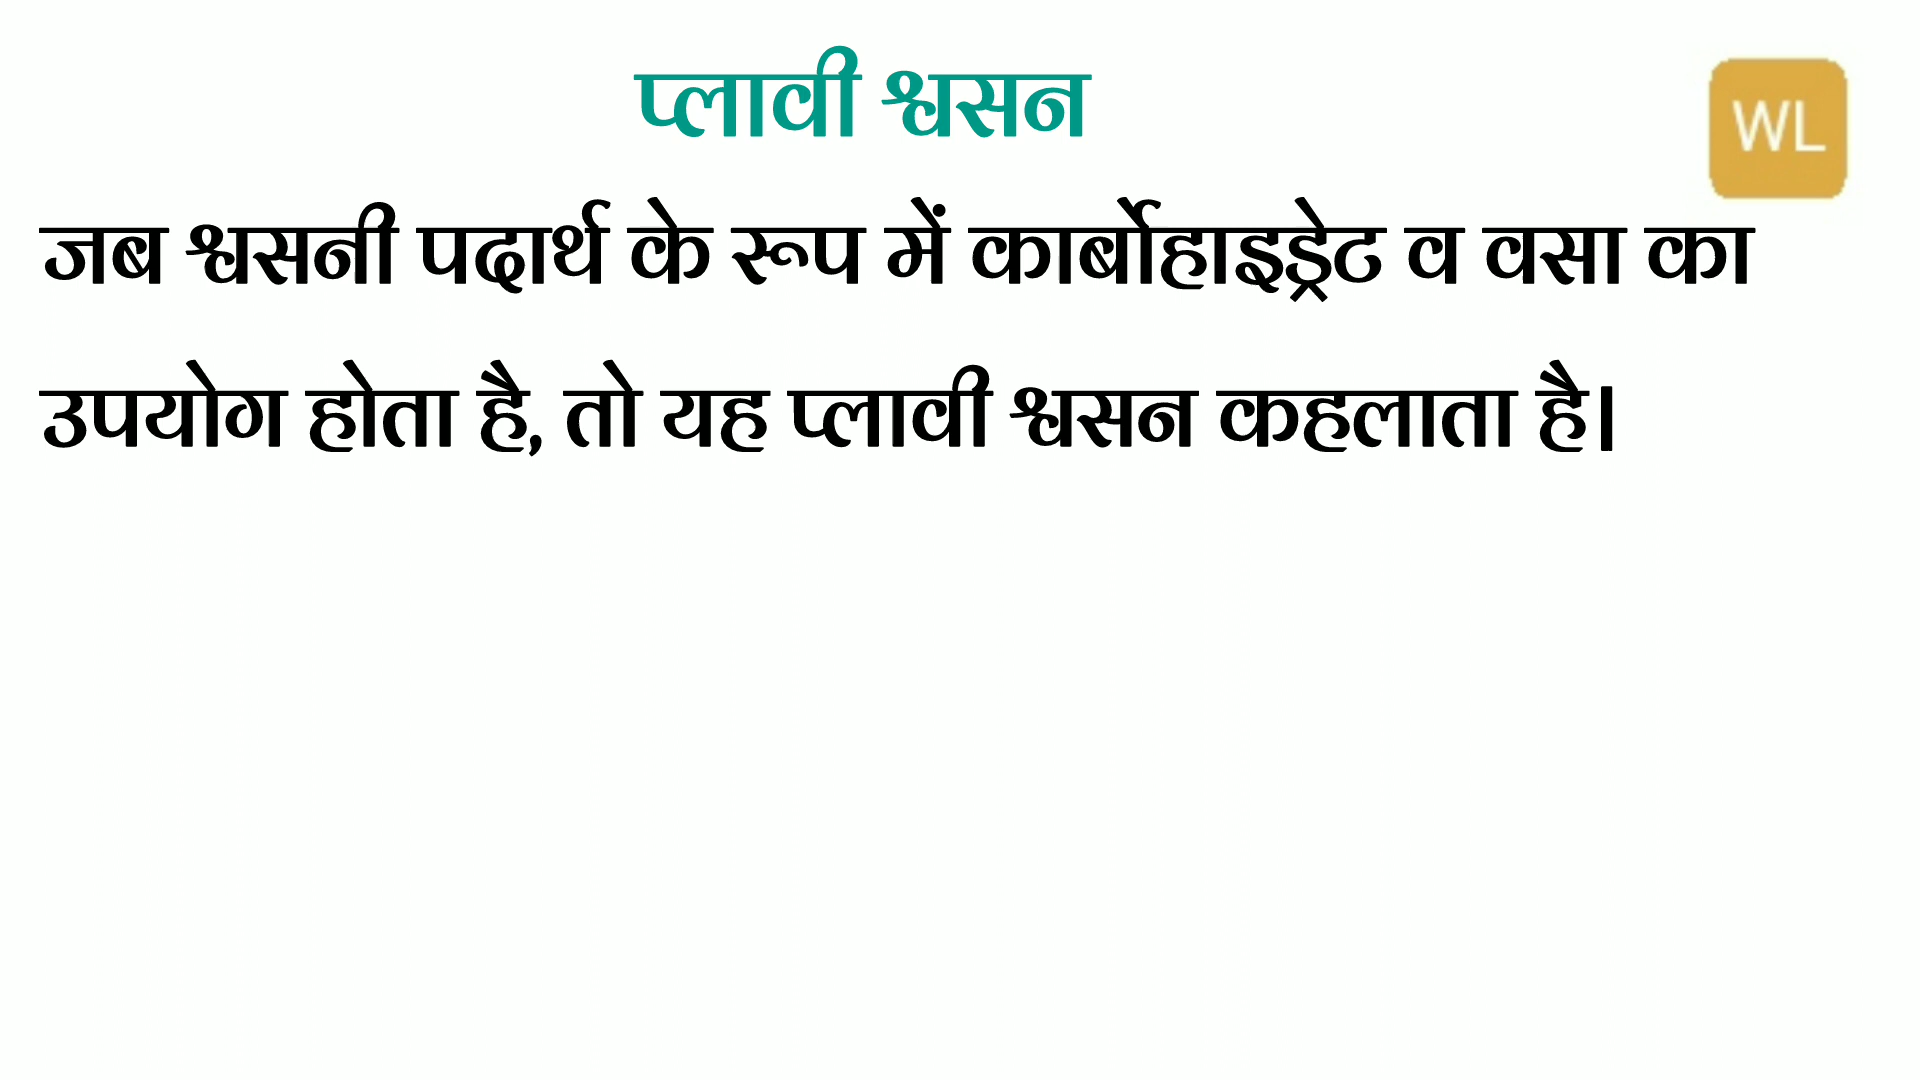 प्लावी श्वसन
WL
जब श्वसनी पदार्थ के रूप में कार्बोहाइड्रेट व वसा का
उपयोग होता है, तो यह प्लावी श्वसन कहलाता है।